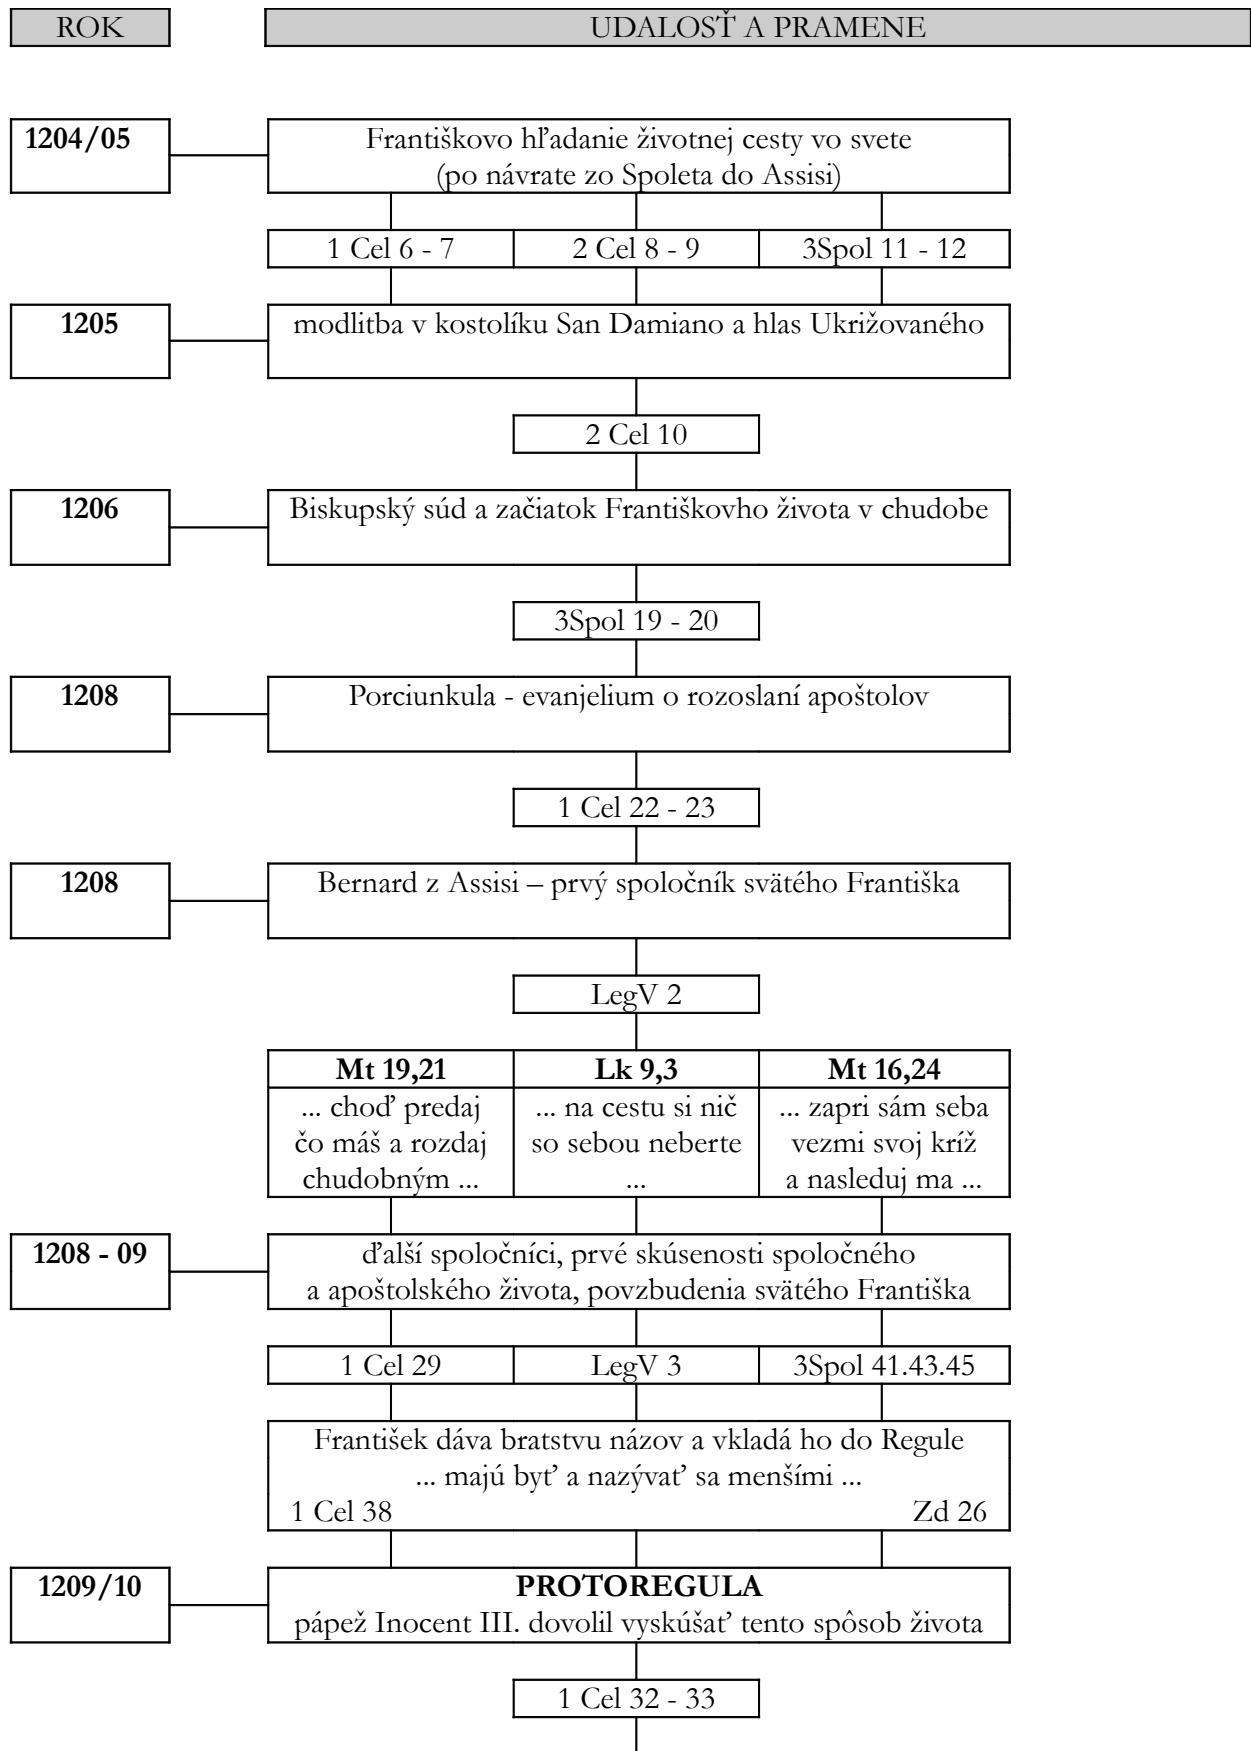 ROK
UDALOSŤ A PRAMENE
1204/05
Františkovo hľadanie životnej cesty vo svete
(po návrate zo Spoleta do Assisi)
1 Cel 6 - 7
2 Cel 8 - 9
3Spol 11 - 12
1205
modlitba v kostolíku San Damiano a hlas Ukrižovaného
2 Cel 10
1206
Biskupský súd a začiatok Františkovho života v chudobe
3Spol 19 - 20
1208
Porciunkula - evanjelium o rozoslaní apoštolov
1 Cel 22 - 23
1208
Bernard z Assisi – prvý spoločník svätého Františka
LegV 2
Mt 19,21
... choď predaj
čo máš a rozdaj
chudobným ...
Lk 9,3
... na cestu si nič
so sebou neberte
...
Mt 16,24
... zapri sám seba
vezmi svoj kríž
a nasleduj ma ...
1208 - 09
ďalší spoločníci, prvé skúsenosti spoločného
a apoštolského života, povzbudenia svätého Františka
1 Cel 29
LegV 3
3Spol 41.43.45
František dáva bratstvu názov a vkladá ho do Regule
... majú byť a nazývať sa menšími ...
1 Cel 38
Zd 26
1209/10
PROTOREGULA
pápež Inocent III. dovolil vyskúšať tento spôsob života
1 Cel 32 - 33